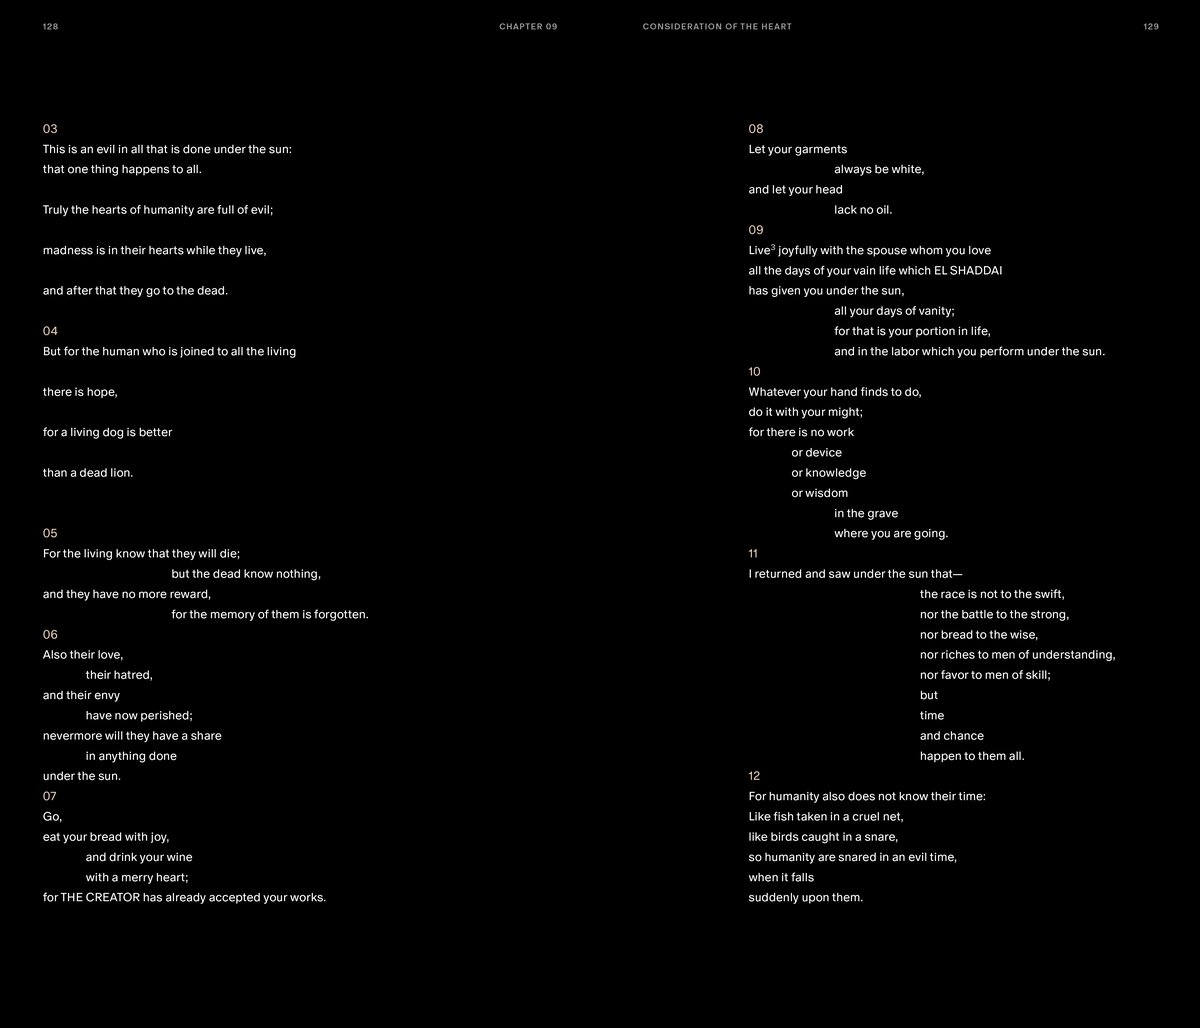 128
CHAPTER 09
03
This is an evil in all that is done under the sun:
that one thing happens to all.
Truly the hearts of humanity are full of evil;
madness is in their hearts while they live,
and after that they go to the dead.
04
But for the human who is joined to all the living
there is hope,
for a living dog is better
than a dead lion.
05
For the living know that they will die;
but the dead know nothing,
and they have no more reward,
for the memory of them is forgotten.
06
Also their love,
their hatred,
and their envy
have now perished;
nevermore will they have a share
in anything done
under the sun.
07
Go,
eat your bread with joy,
and drink your wine
with a merry heart;
for THE CREATOR has already accepted your works.
CONSIDERATION OF THE HEART
129
08
Let your garments
always be white,
and let your head
lack no oil.
09
Live³ joyfully with the spouse whom you love
all the days of your vain life which EL SHADDAI
has given you under the sun,
all your days of vanity;
for that is your portion in life,
and in the labor which you perform under the sun.
10
Whatever your hand finds to do,
do it with your might;
for there is no work
or device
or knowledge
or wisdom
in the grave
where you are going.
11
I returned and saw under the sun that—
the race is not to the swift,
nor the battle to the strong,
nor bread to the wise,
nor riches to men of understanding,
nor favor to men of skill;
but
time
and chance
happen to them all.
12
For humanity also does not know their time:
Like fish taken in a cruel net,
like birds caught in a snare,
so humanity are snared in an evil time,
when it falls
suddenly upon them.